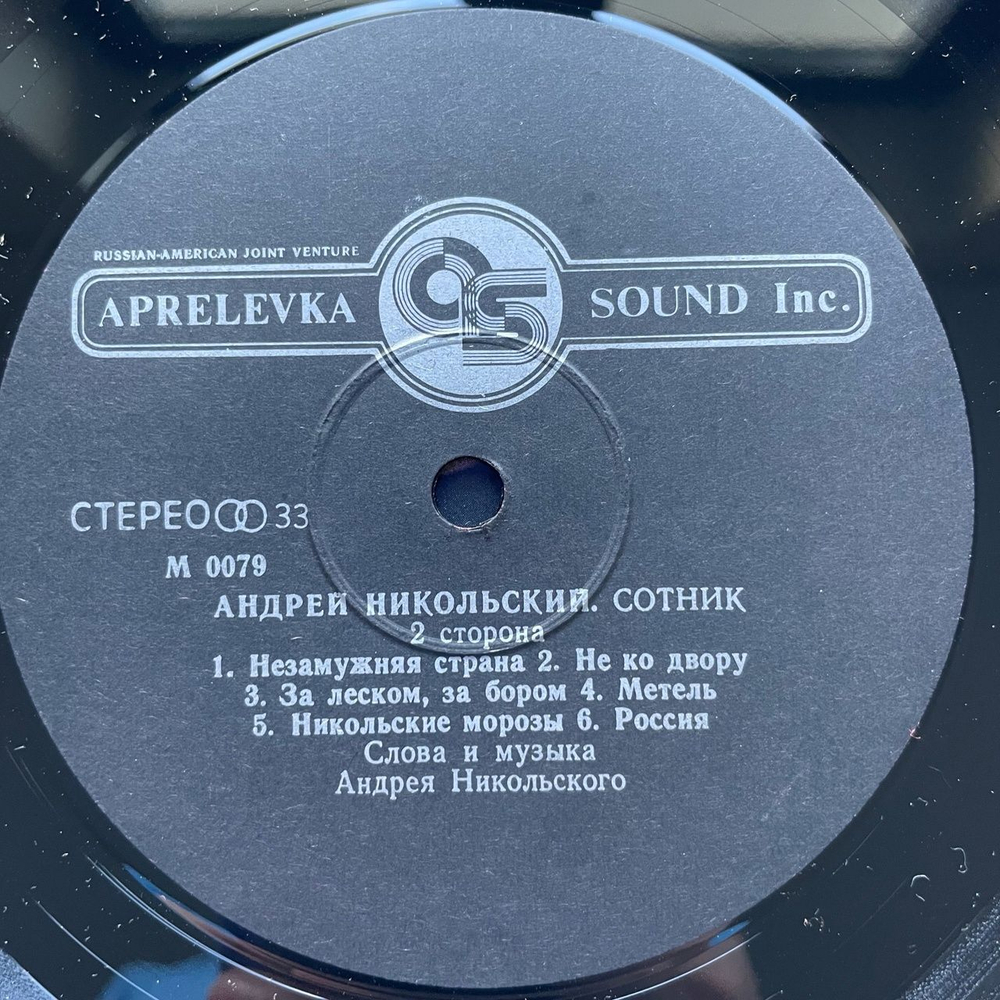 RUSSIAN-AMERICAN JOINT VENTURE
APRELEVKA SOUND Inc.
СТЕРЕО 33
М 0079
АНДРЕЙ НИКОЛЬСКИЙ. СОТНИК
2 сторона
1. Незамужняя страна 2. Не ко двору
3. За леском, за бором 4. Метель
5. Никольские морозы 6. Россия
Слова и музыка
Андрея Никольского